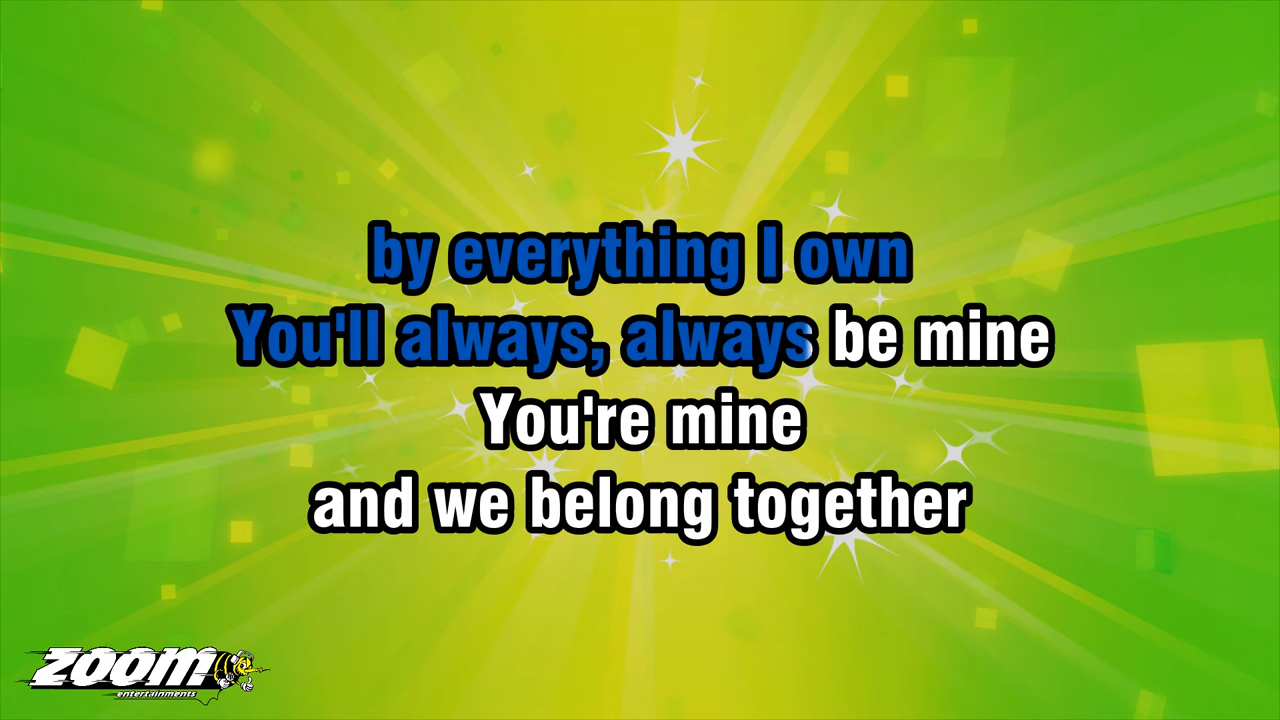 by everything I own
You'll always, always be mine
You're mine
and we belong together
ZOOM
entertainments